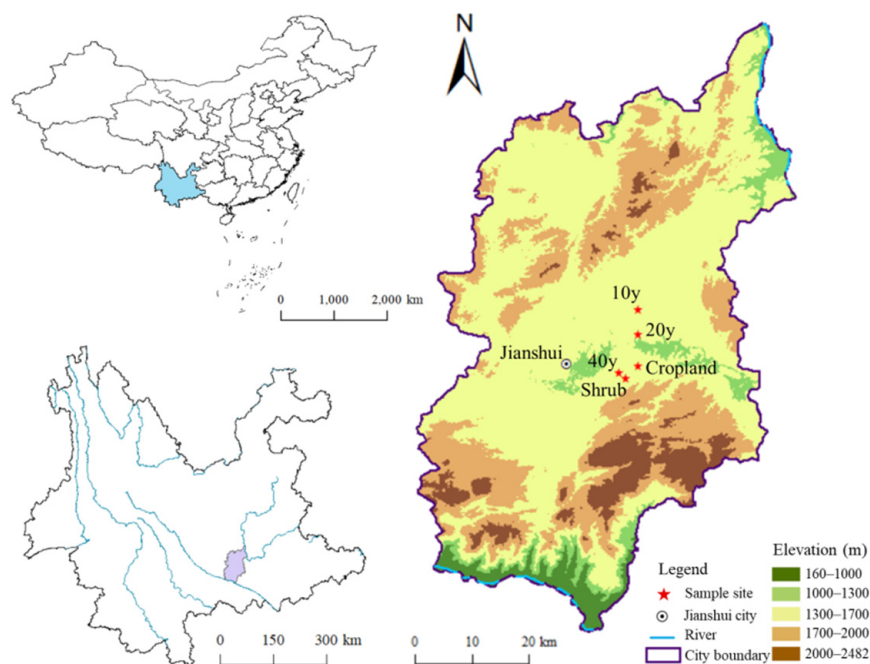 N
0 1,000 2,000 km
10y
20y
Jianshui
40y
Cropland
Shrub
0 150 300 km
0 10 20 km
Legend
Sample site
Jianshui city
River
City boundary
Elevation (m)
160–1000
1000–1300
1300–1700
1700–2000
2000–2482